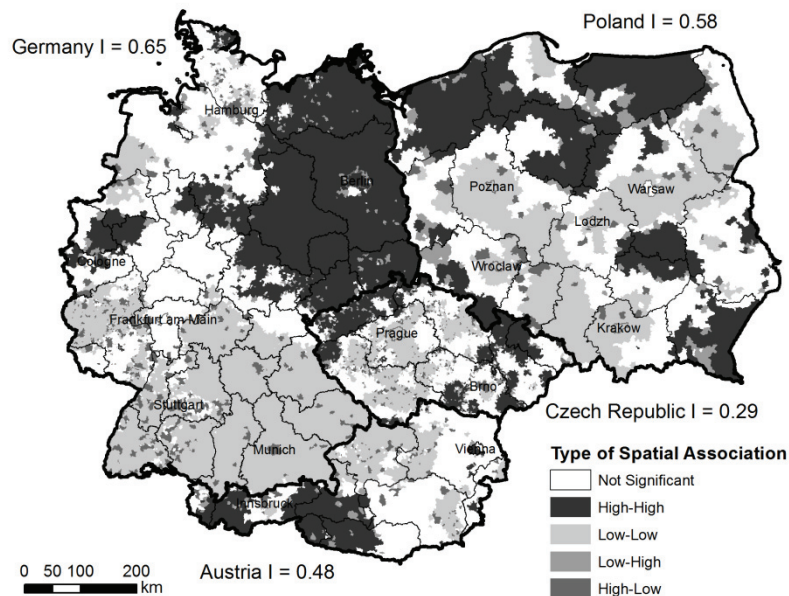 Poland I = 0.58
Germany I = 0.65
Hamburg
Berlin
Poznan
Warsaw
Lodzh
Cologne
Wroclaw
Frankfurt am Main
Prague
Krakow
Brno
Stuttgart
Czech Republic I = 0.29
Munich
Vienna
Type of Spatial Association
Not Significant
Innsbruck
High-High
Low-Low
Low-High
0 50 100 200
km
Austria I = 0.48
High-Low